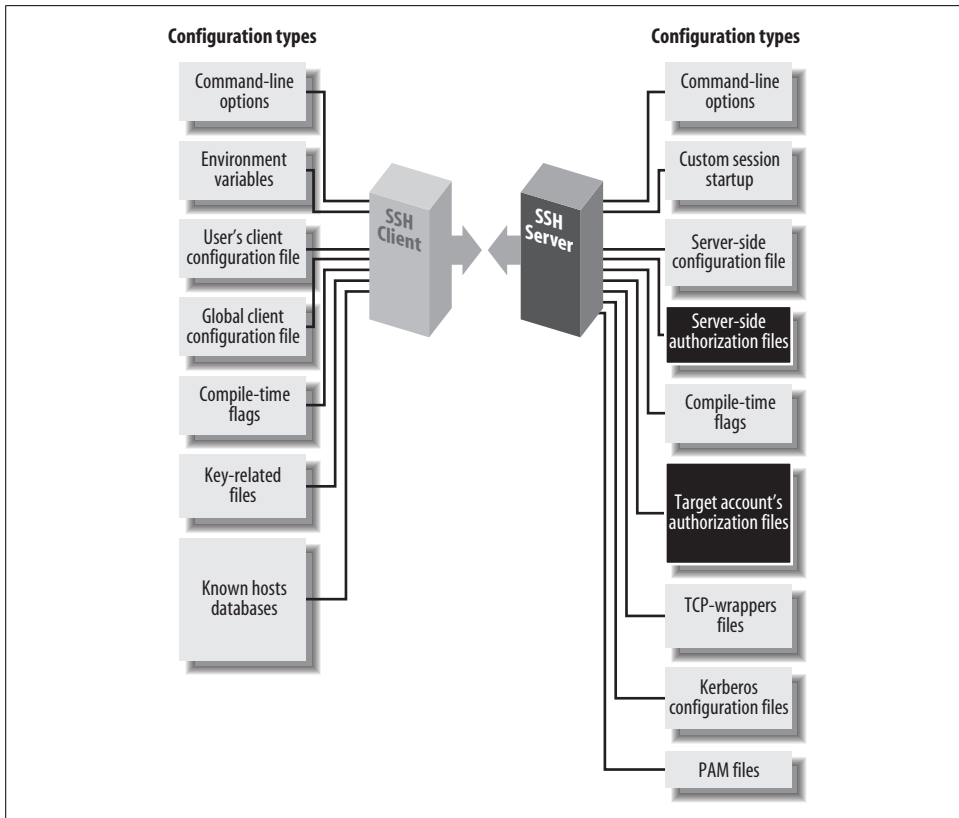 Configuration types
Command-line
options
Environment
variables
User's client
configuration file
Global client
configuration file
Compile-time
flags
Key-related
files
Known hosts
databases
SSH
Client
SSH
Server
Configuration types
Command-line
options
Custom session
startup
Server-side
configuration file
Server-side
authorization files
Compile-time
flags
Target account's
authorization files
TCP-wrappers
files
Kerberos
configuration files
PAM files